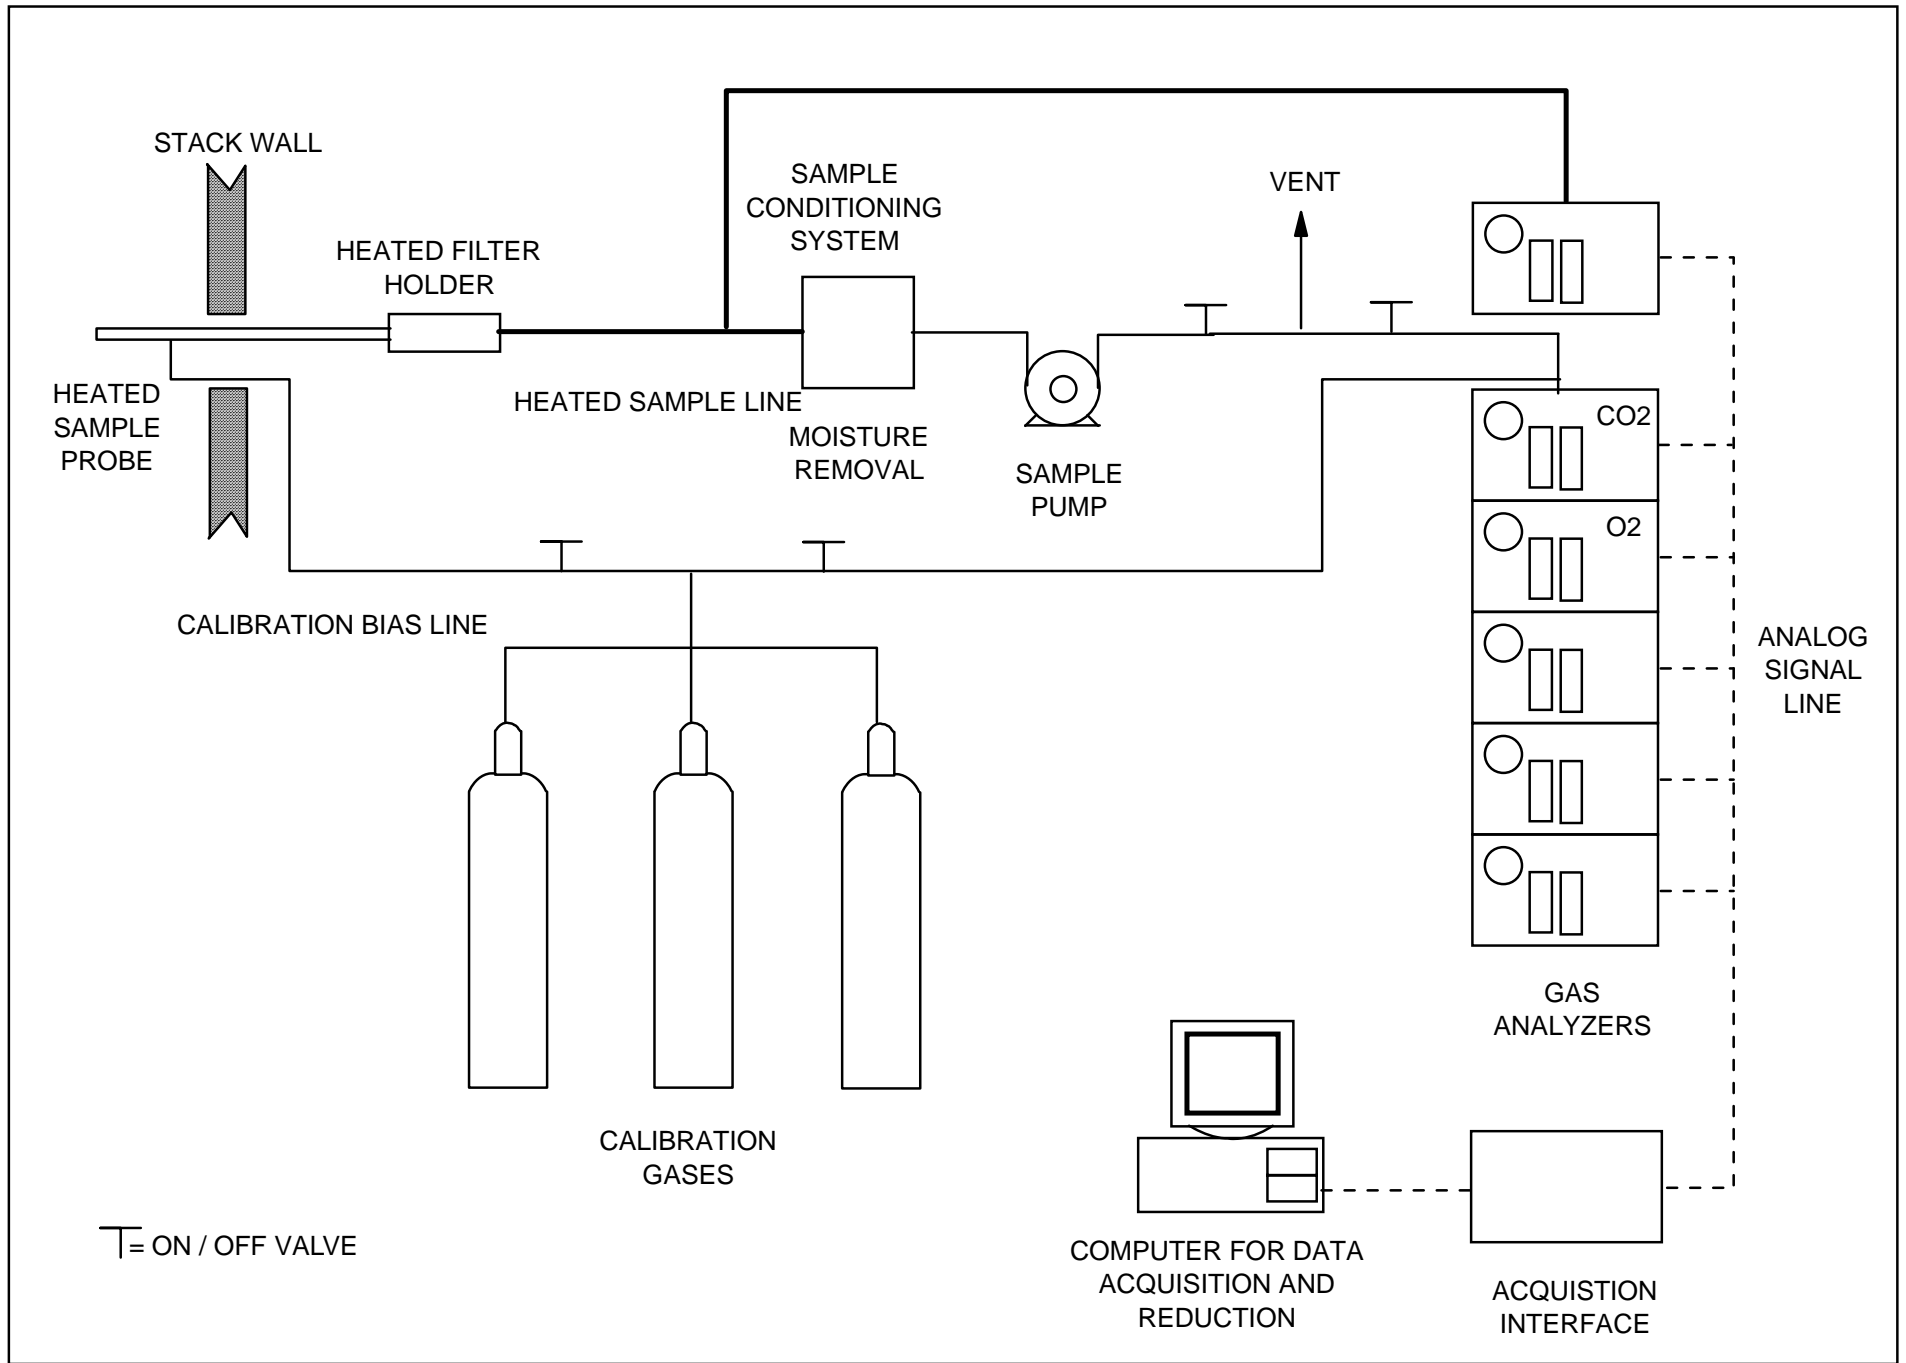 STACK WALL
SAMPLE
CONDITIONING
SYSTEM
VENT
HEATED FILTER
HOLDER
HEATED
SAMPLE
PROBE
HEATED SAMPLE LINE
MOISTURE
REMOVAL
SAMPLE
PUMP
CO2
O2
CALIBRATION BIAS LINE
ANALOG
SIGNAL
LINE
GAS
ANALYZERS
CALIBRATION
GASES
= ON / OFF VALVE
COMPUTER FOR DATA
ACQUISITION AND
REDUCTION
ACQUISTION
INTERFACE